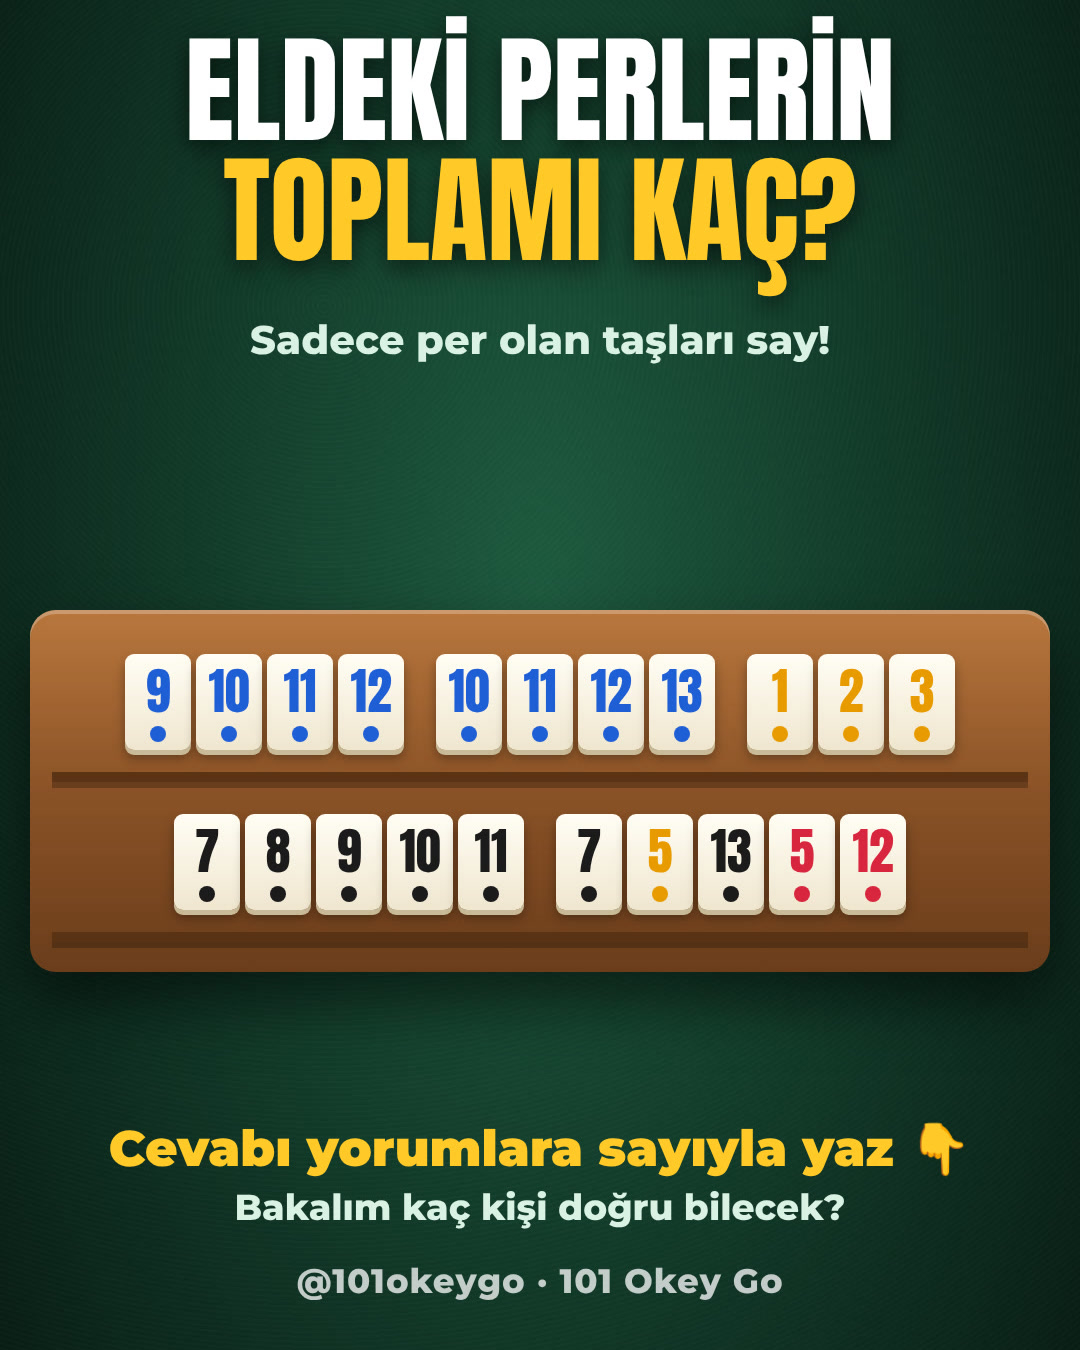 ELDEKİ PERLERİN
TOPLAMI KAÇ?
Sadece per olan taşları say!
9 10 11 12 10 11 12 13 1 2 3
7 8 9 10 11 7 5 13 5 12
Cevabı yorumlara sayıyla yaz 👇
Bakalım kaç kişi doğru bilecek?
@101okeygo · 101 Okey Go